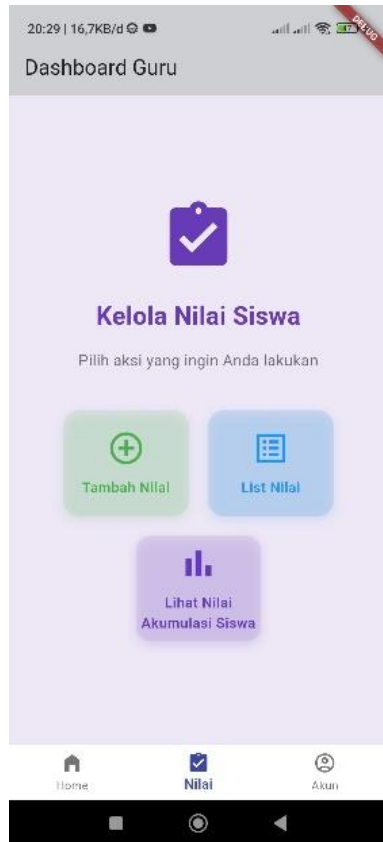 20:29 | 16,7KB/d
DEBUG
Dashboard Guru
Kelola Nilai Siswa
Pilih aksi yang ingin Anda lakukan
Tambah Nilai
List Nilai
Lihat Nilai
Akumulasi Siswa
Home
Nilai
Akun